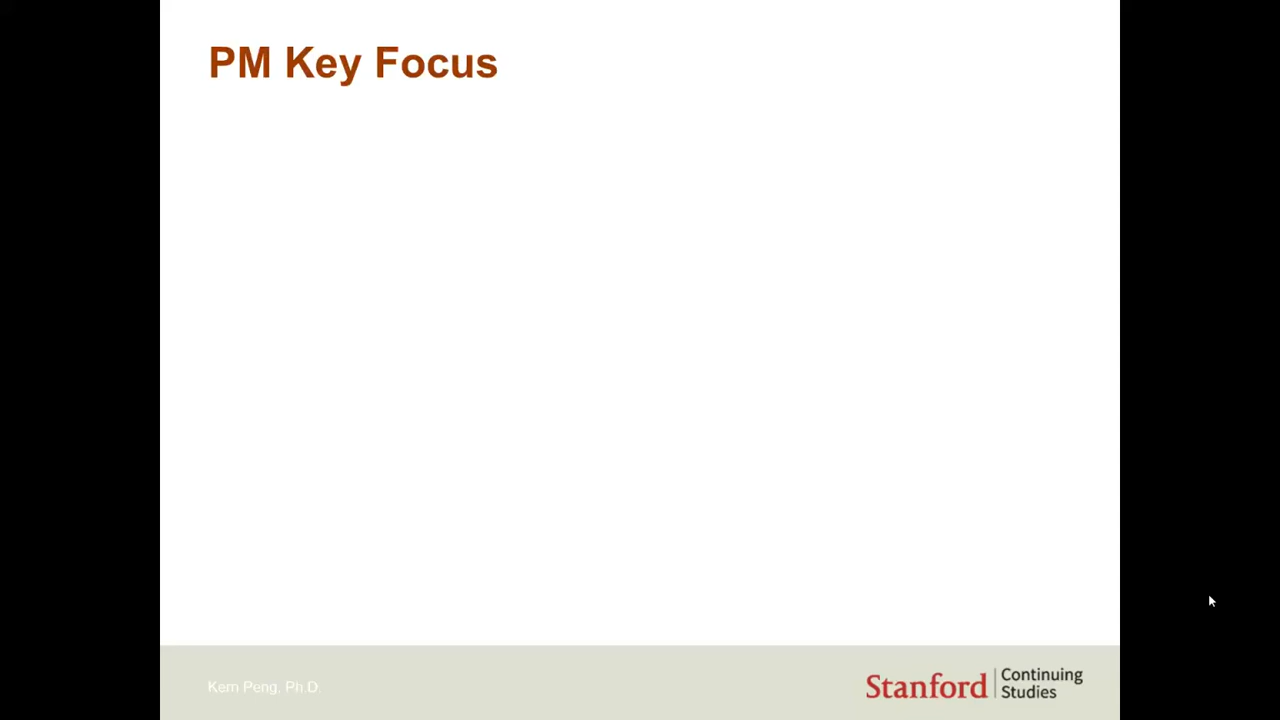 PM Key Focus
Kern Peng, Ph.D.
Stanford
Continuing
Studies